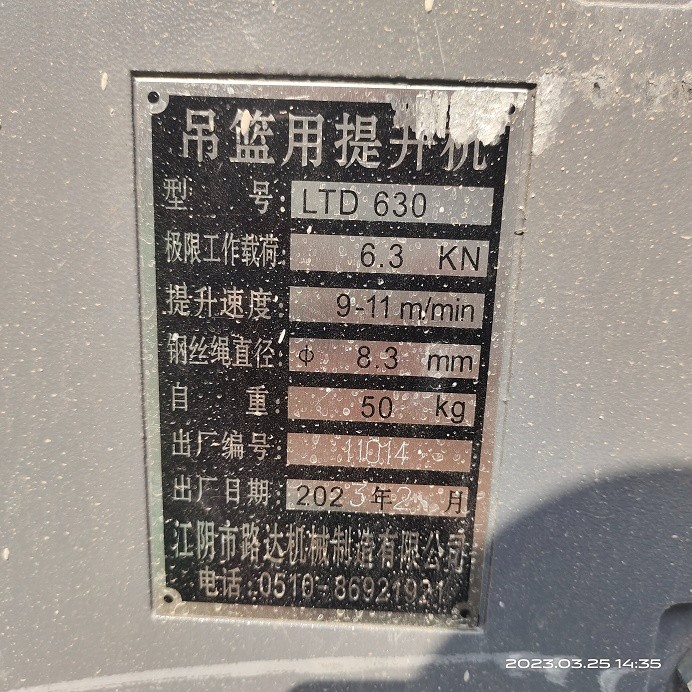 吊篮用提升机
型 号: LTD 630
极限工作载荷: 6.3 KN
提升速度: 9-11 m/min
钢丝绳直径: ф 8.3 mm
自 重: 50 kg
出厂编号: 11014
出厂日期: 2023年2月
江阴市路达机械制造有限公司
电话:0510-86921921
2023.03.25 14:35